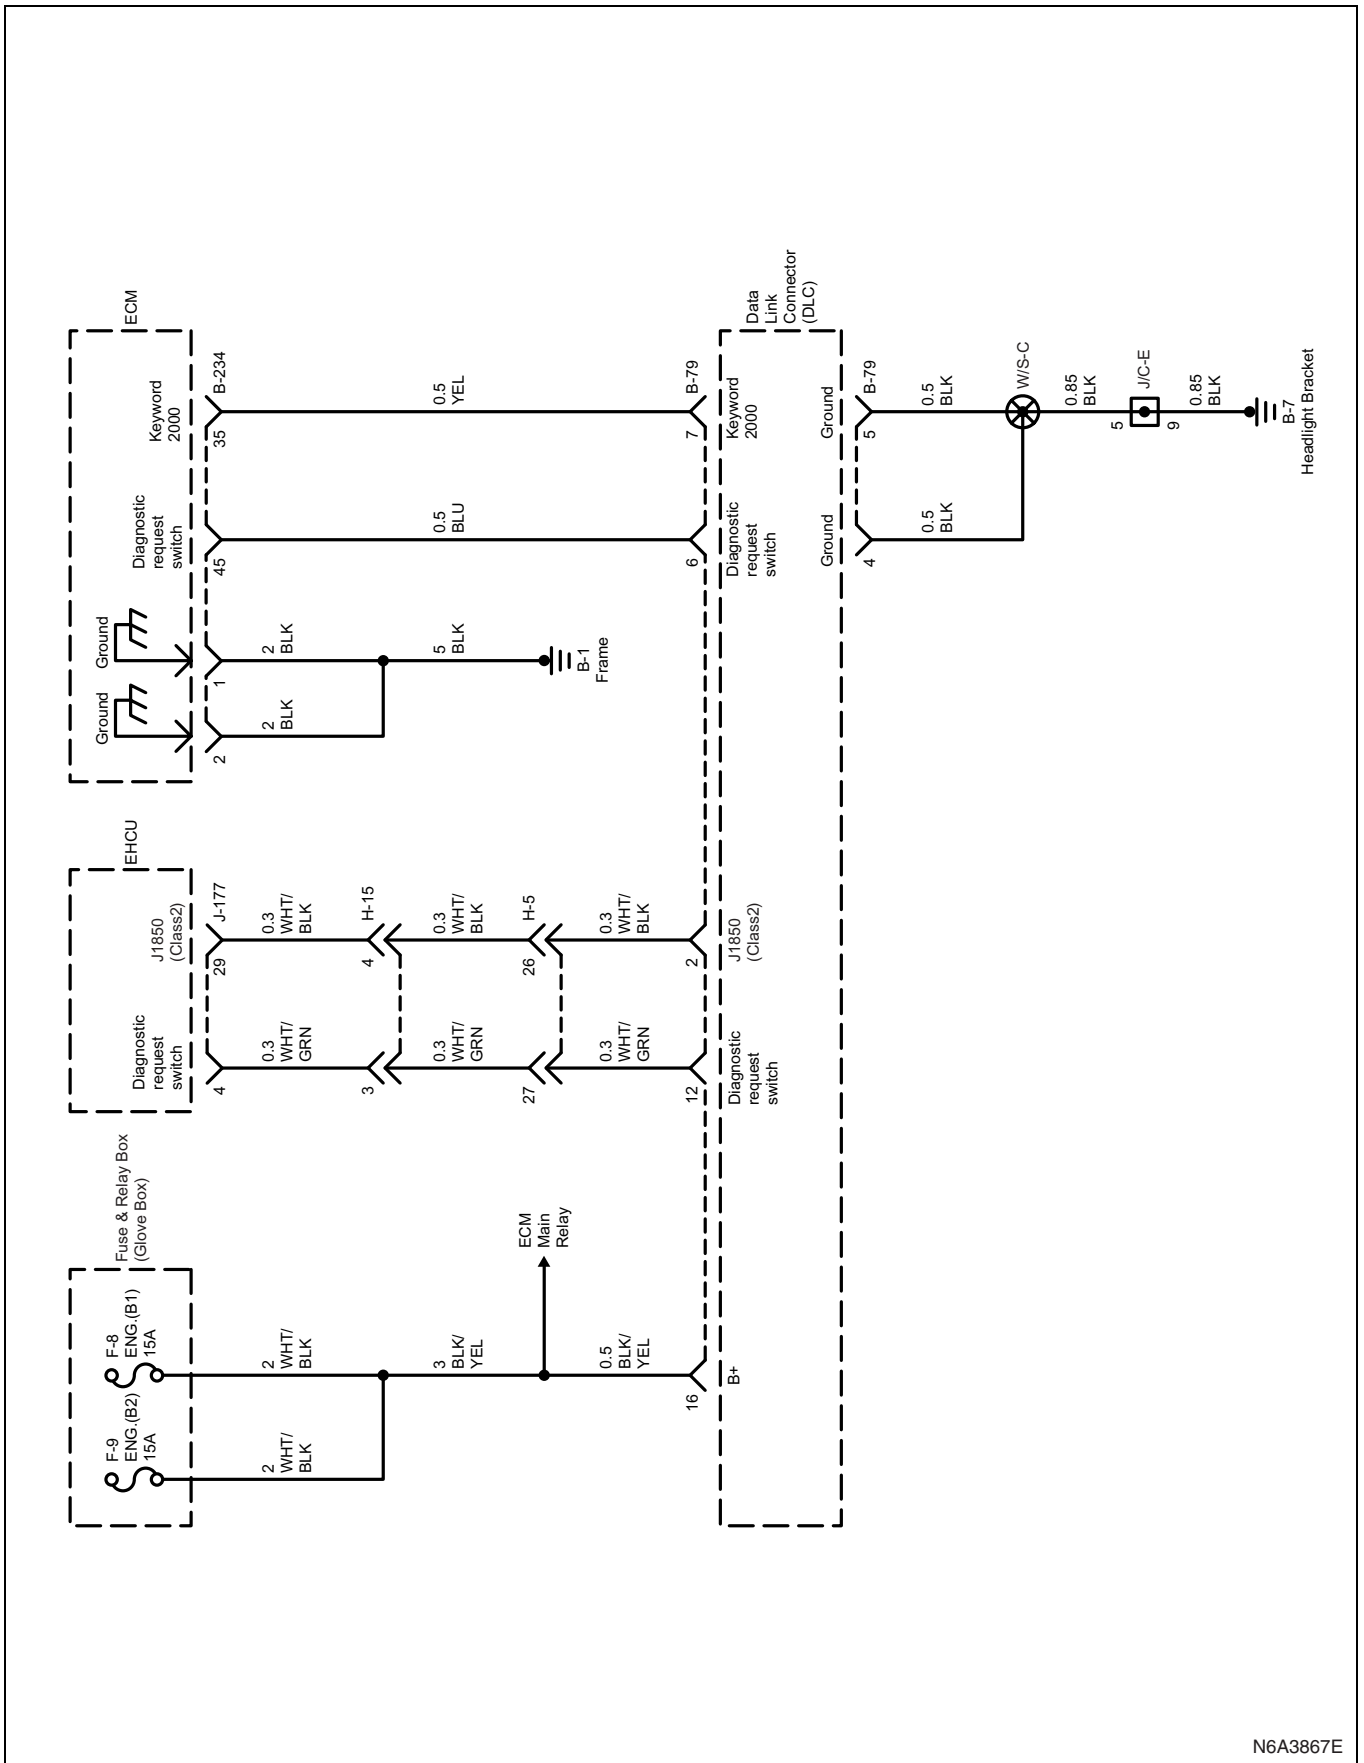 Fuse & Relay Box
(Glove Box)
F-9
ENG.(B2)
15A
F-8
ENG.(B1)
15A
2
WHT/
BLK
2
WHT/
BLK
3
BLK/
YEL
ECM
Main
Relay
0.5
BLK/
YEL
16
B+
EHCU
Diagnostic
request
switch
J1850
(Class2)
4
29
J-177
0.3
WHT/
GRN
0.3
WHT/
BLK
3
4
H-15
0.3
WHT/
GRN
0.3
WHT/
BLK
27
26
H-5
0.3
WHT/
GRN
0.3
WHT/
BLK
12
2
Diagnostic
request
switch
J1850
(Class2)
ECM
Ground
Ground
Diagnostic
request
switch
Keyword
2000
2
1
45
35
B-234
2
BLK
2
BLK
5
BLK
B-1
Frame
0.5
BLU
0.5
YEL
6
7
B-79
Diagnostic
request
switch
Keyword
2000
Data
Link
Connector
(DLC)
Ground
Ground
4
5
B-79
0.5
BLK
0.5
BLK
W/S-C
0.85
BLK
5
J/C-E
9
0.85
BLK
B-7
Headlight Bracket
N6A3867E